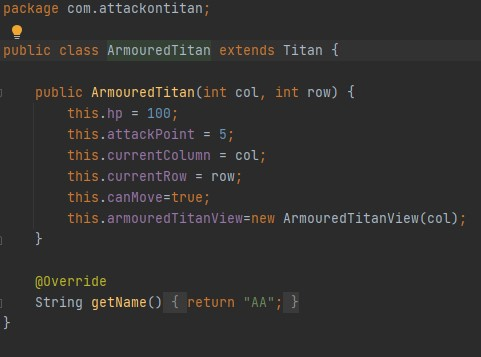 package com.attackontitan;
public class ArmouredTitan extends Titan {
public ArmouredTitan(int col, int row) {
this.hp = 100;
this.attackPoint = 5;
this.currentColumn = col;
this.currentRow = row;
this.canMove=true;
this.armouredTitanView=new ArmouredTitanView(col);
}
@Override
String getName() { return "AA"; }
}